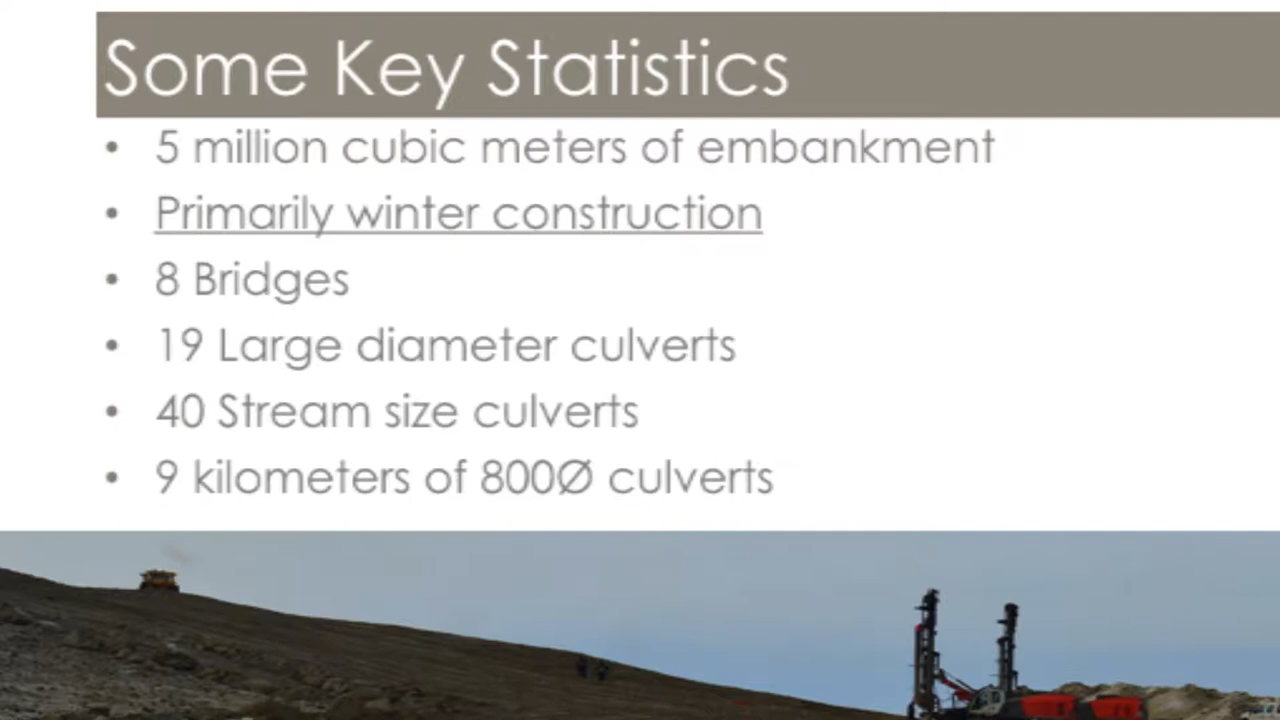 Some Key Statistics
• 5 million cubic meters of embankment
• Primarily winter construction
• 8 Bridges
• 19 Large diameter culverts
• 40 Stream size culverts
• 9 kilometers of 800Ø culverts